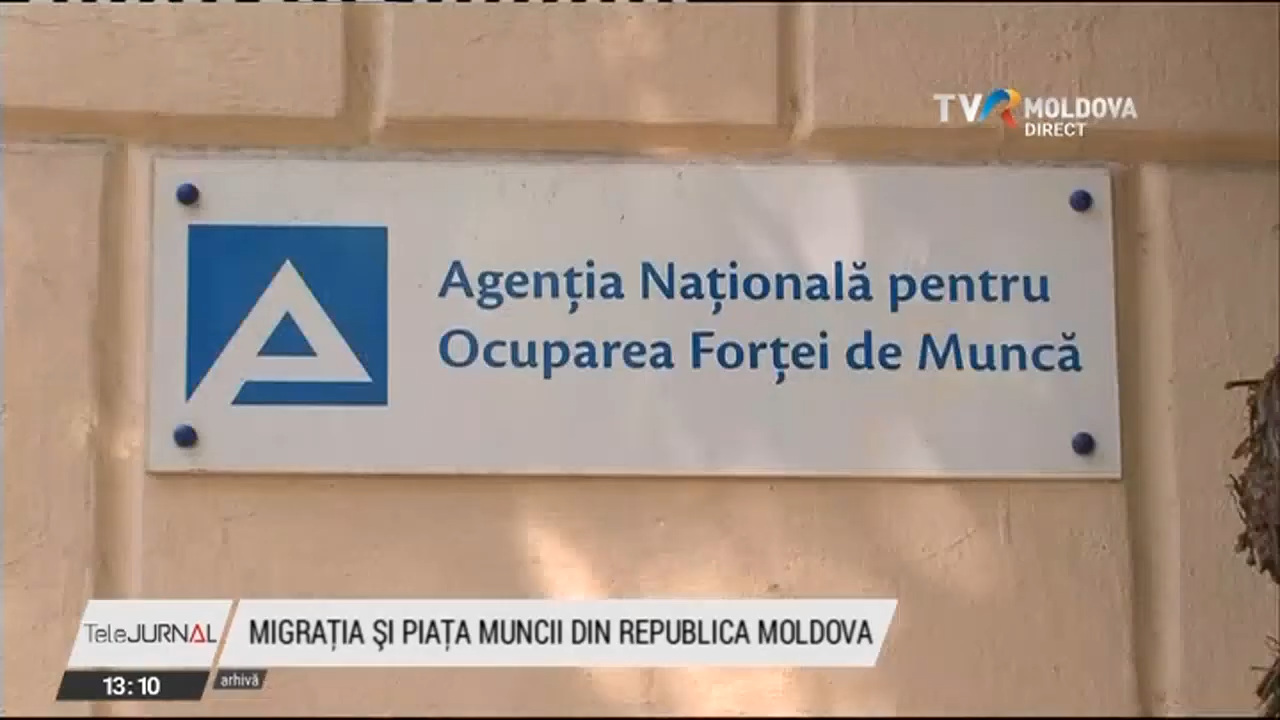 TVR MOLDOVA
DIRECT
Agenția Națională pentru
Ocuparea Forței de Muncă
TeleJURNAL
MIGRAȚIA ŞI PIAȚA MUNCII DIN REPUBLICA MOLDOVA
13:10
arhivă